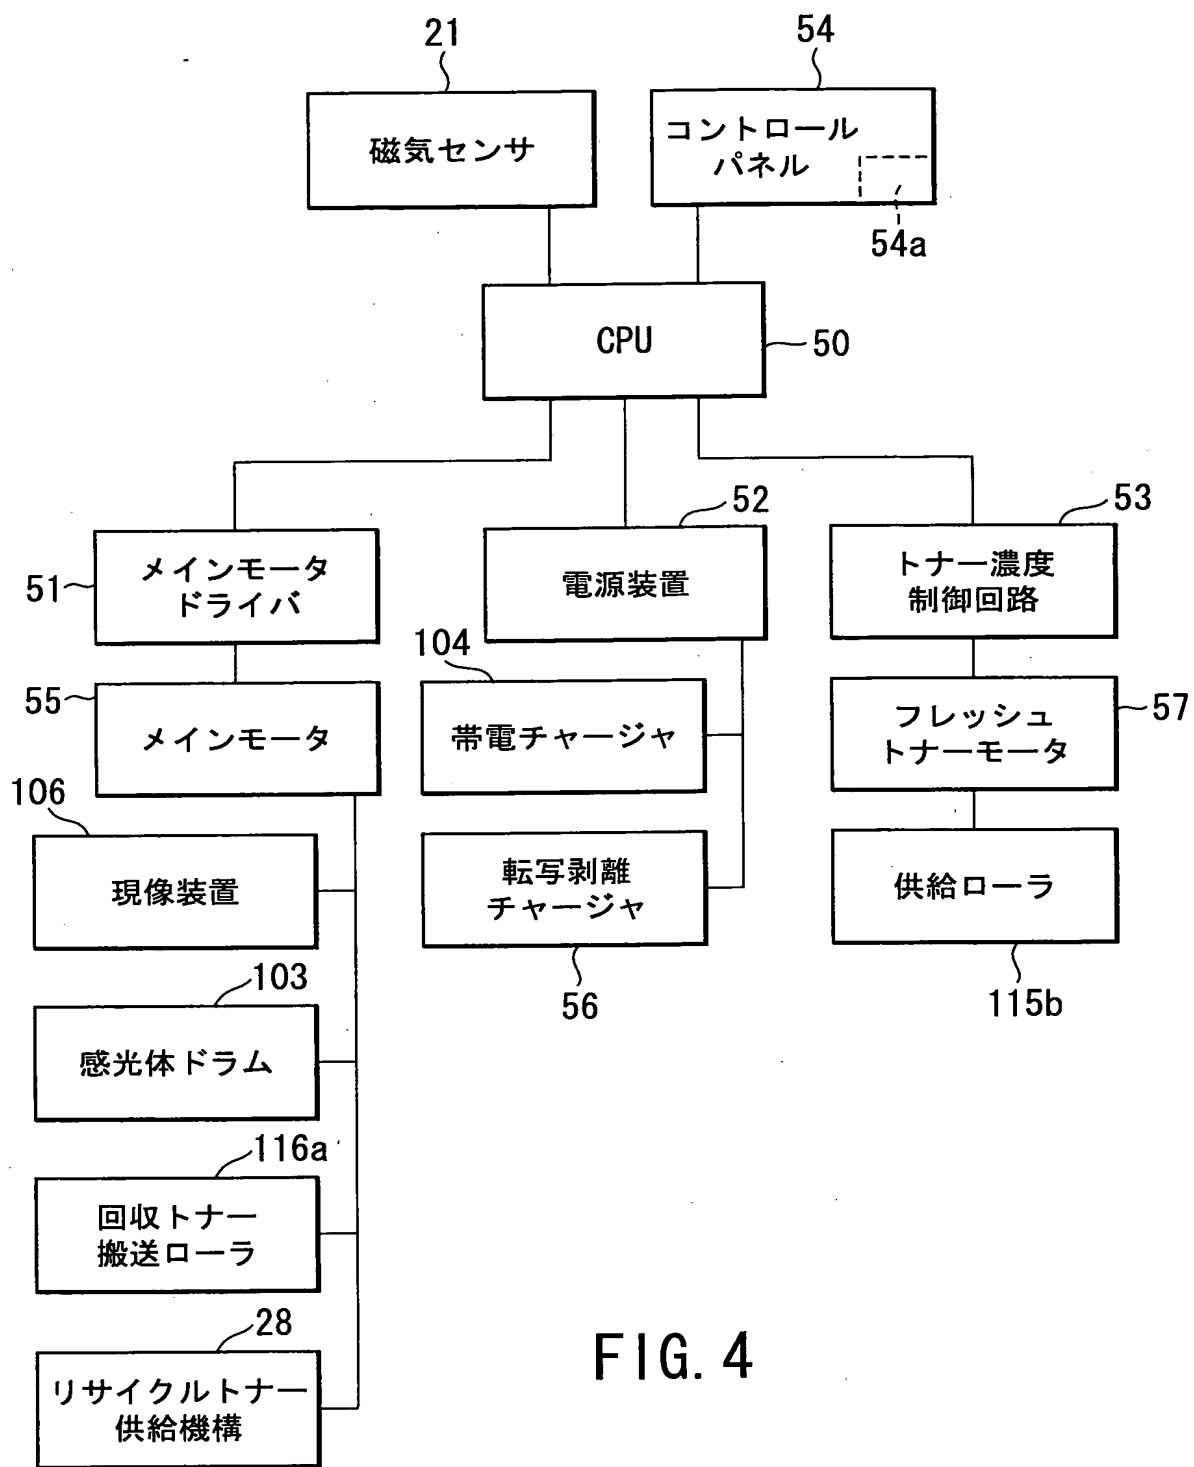 21
54
磁気センサ
コントロール
パネル
54a
CPU
50
52
53
51
メインモータ
ドライバ
電源装置
トナー濃度
制御回路
104
55
メインモータ
帯電チャージャ
フレッシュ
トナーモータ
57
106
現像装置
転写剥離
チャージャ
供給ローラ
56
115b
103
感光体ドラム
116a
回収トナー
搬送ローラ
28
リサイクルトナー
供給機構
FIG. 4